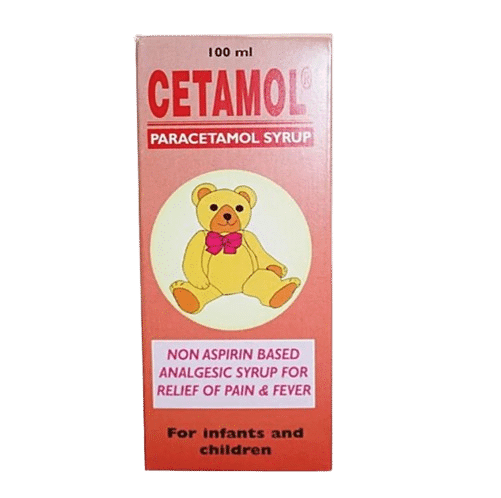 100 ml
CETAMOL®
PARACETAMOL SYRUP
NON ASPIRIN BASED
ANALGESIC SYRUP FOR
RELIEF OF PAIN & FEVER
For infants and
children